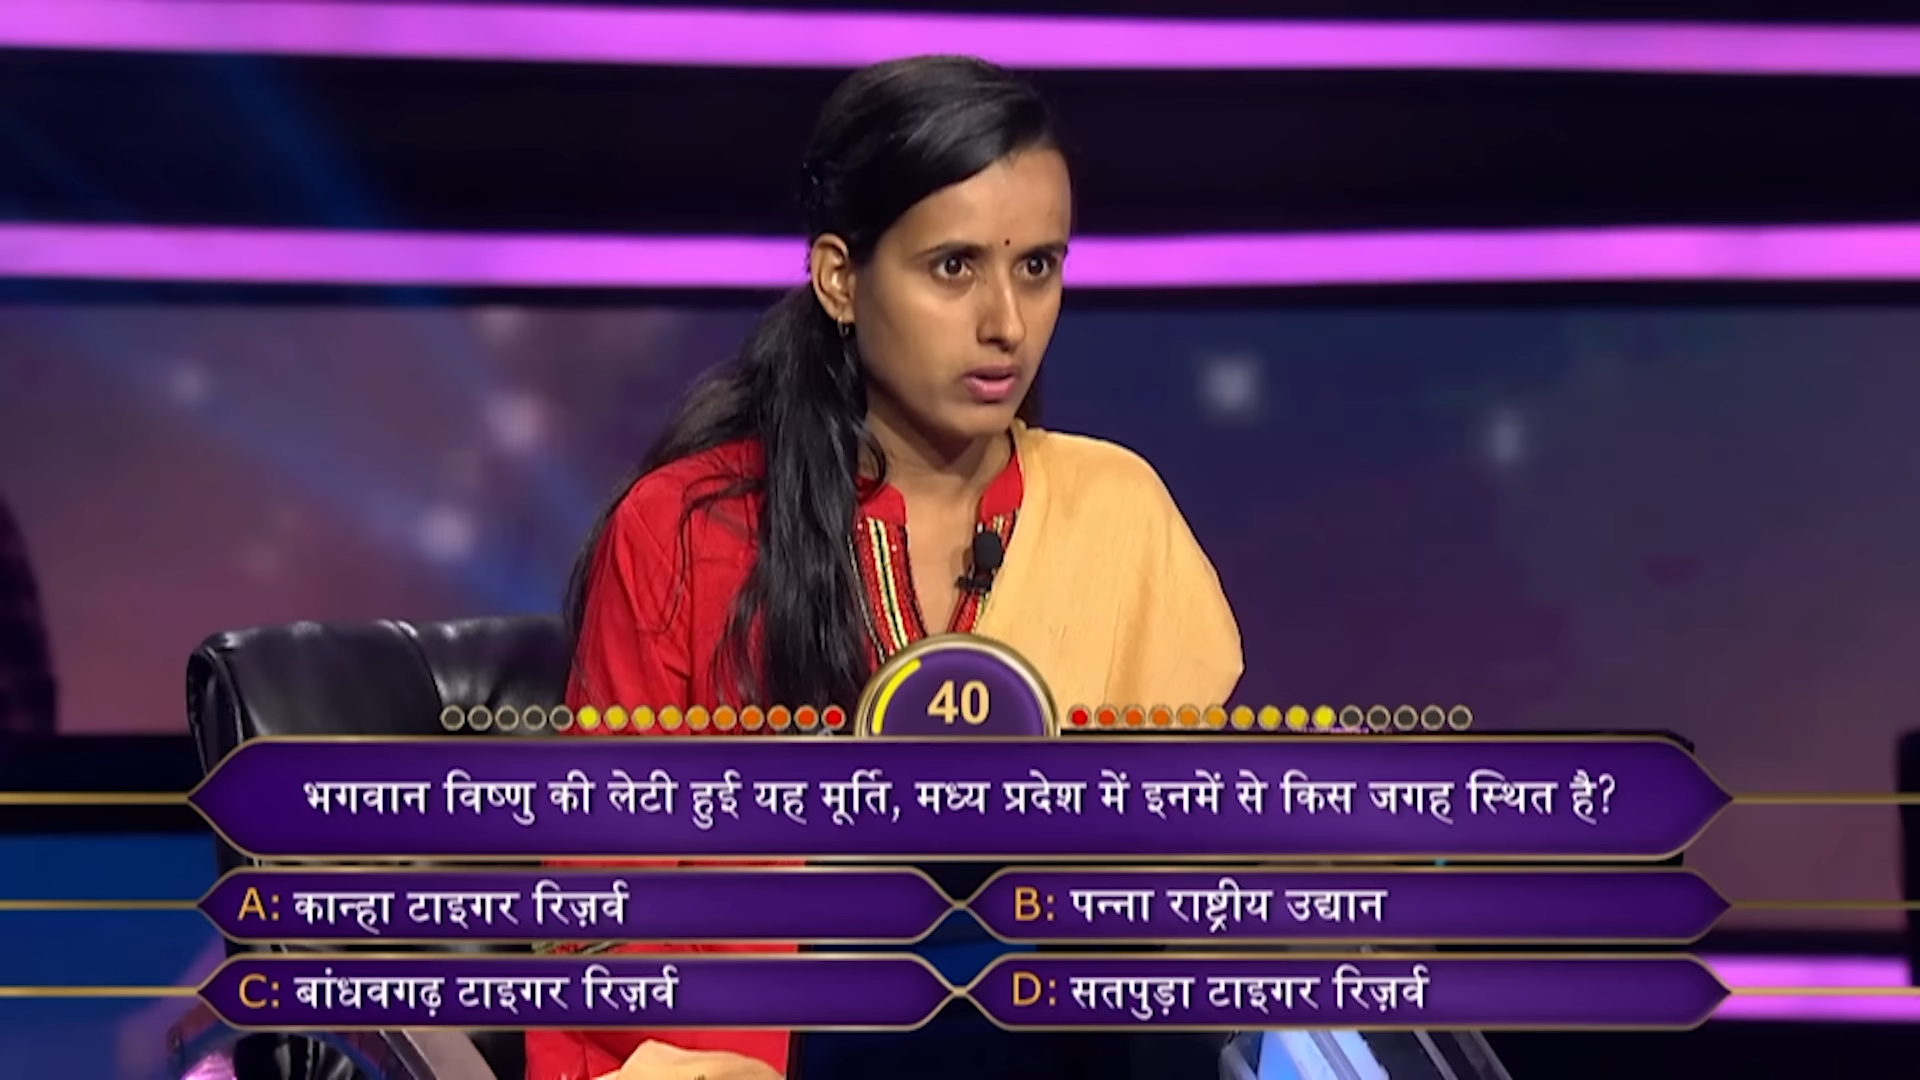 40
भगवान विष्णु की लेटी हुई यह मूर्ति, मध्य प्रदेश में इनमें से किस जगह स्थित है?
A: कान्हा टाइगर रिज़र्व
B: पन्ना राष्ट्रीय उद्यान
C: बांधवगढ़ टाइगर रिज़र्व
D: सतपुड़ा टाइगर रिज़र्व